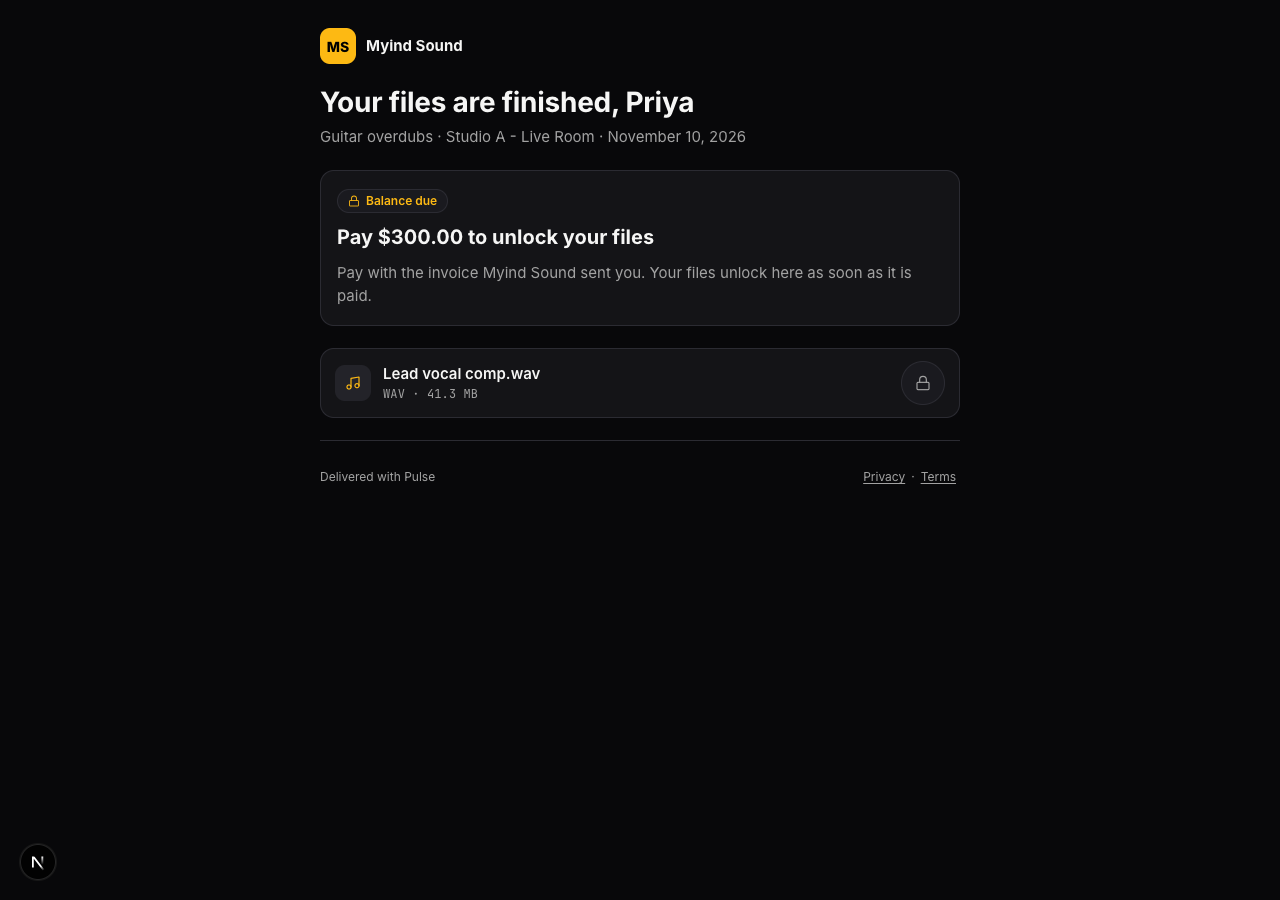 MS Myind Sound
Your files are finished, Priya
Guitar overdubs · Studio A - Live Room · November 10, 2026
Balance due
Pay $300.00 to unlock your files
Pay with the invoice Myind Sound sent you. Your files unlock here as soon as it is
paid.
Lead vocal comp.wav
WAV · 41.3 MB
Delivered with Pulse Privacy · Terms
N